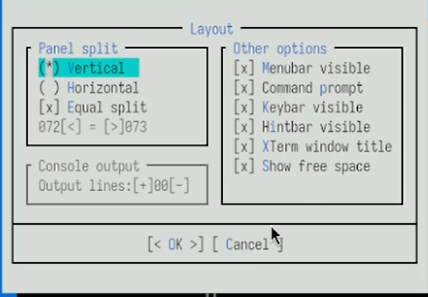 Layout
Panel split
(*) Vertical
( ) Horizontal
[x] Equal split
072[<] = [>]073
Console output
Output lines:[+]00[-]
Other options
[x] Menubar visible
[x] Command prompt
[x] Keybar visible
[x] Hintbar visible
[x] XTerm window title
[x] Show free space
[< OK >] [ Cancel ]